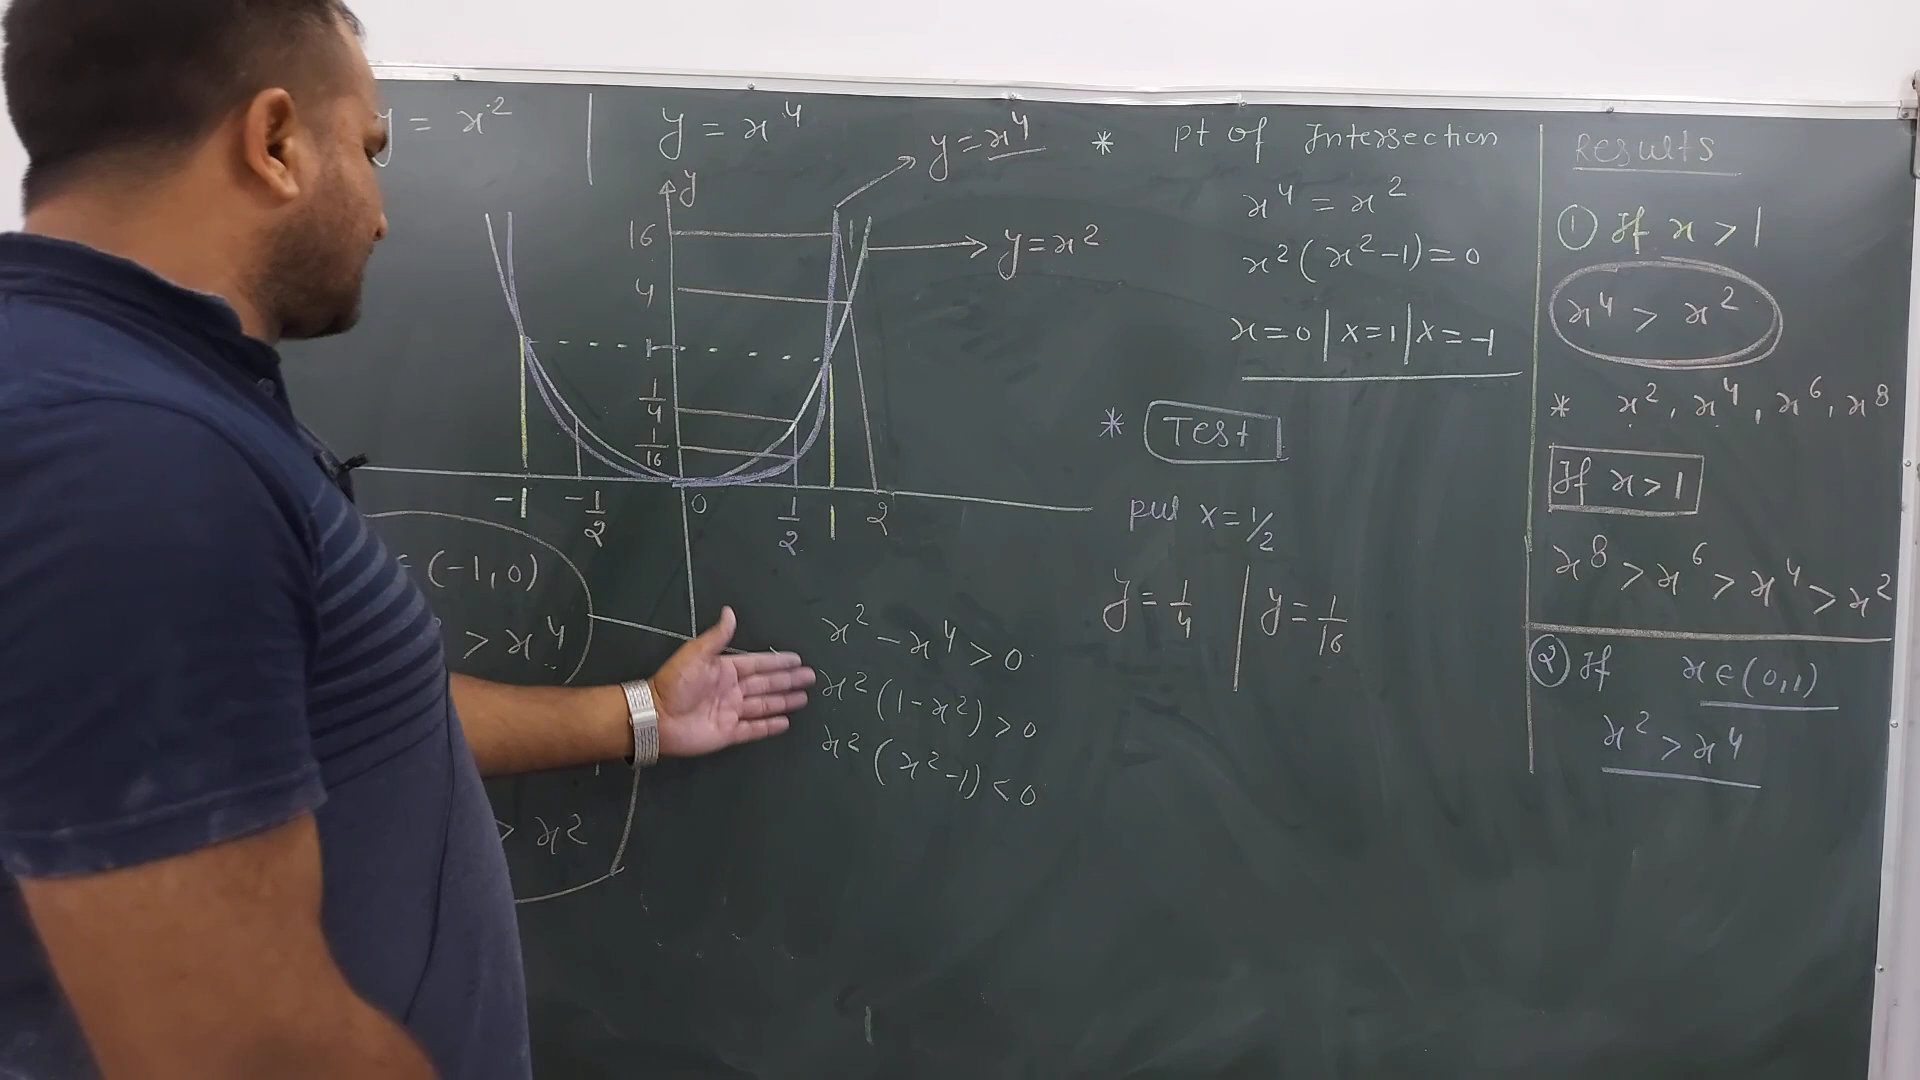 y = x² | y = x⁴
y = x⁴
y = x²
y
16
4
1
1/4
1/16
-1 -1/2 0 1/2 1 2
(-1,0)
> x⁴
> x²
x² - x⁴ > 0
x² (1-x²) > 0
x² (x²-1) < 0
* pt of Intersection
x⁴ = x²
x² (x²-1) = 0
x=0 | x=1 | x=-1
* Test
put x = 1/2
y = 1/4 | y = 1/16
Results
① If x > 1
x⁴ > x²
* x², x⁴, x⁶, x⁸
If x > 1
x⁸ > x⁶ > x⁴ > x²
② If x ∈ (0,1)
x² > x⁴